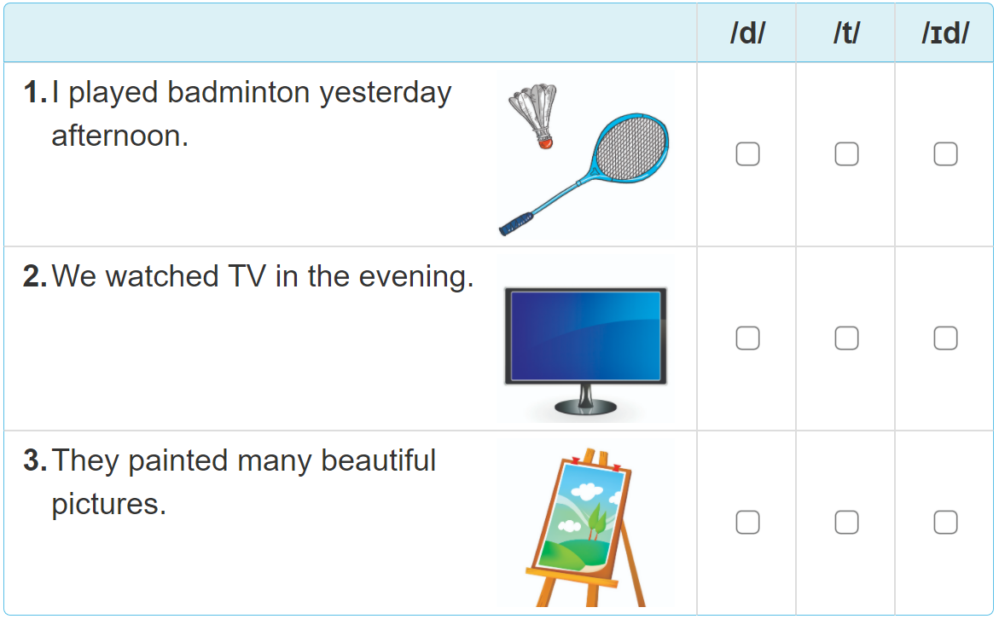 /d/ /t/ /ɪd/
1. I played badminton yesterday
afternoon.
2. We watched TV in the evening.
3. They painted many beautiful
pictures.